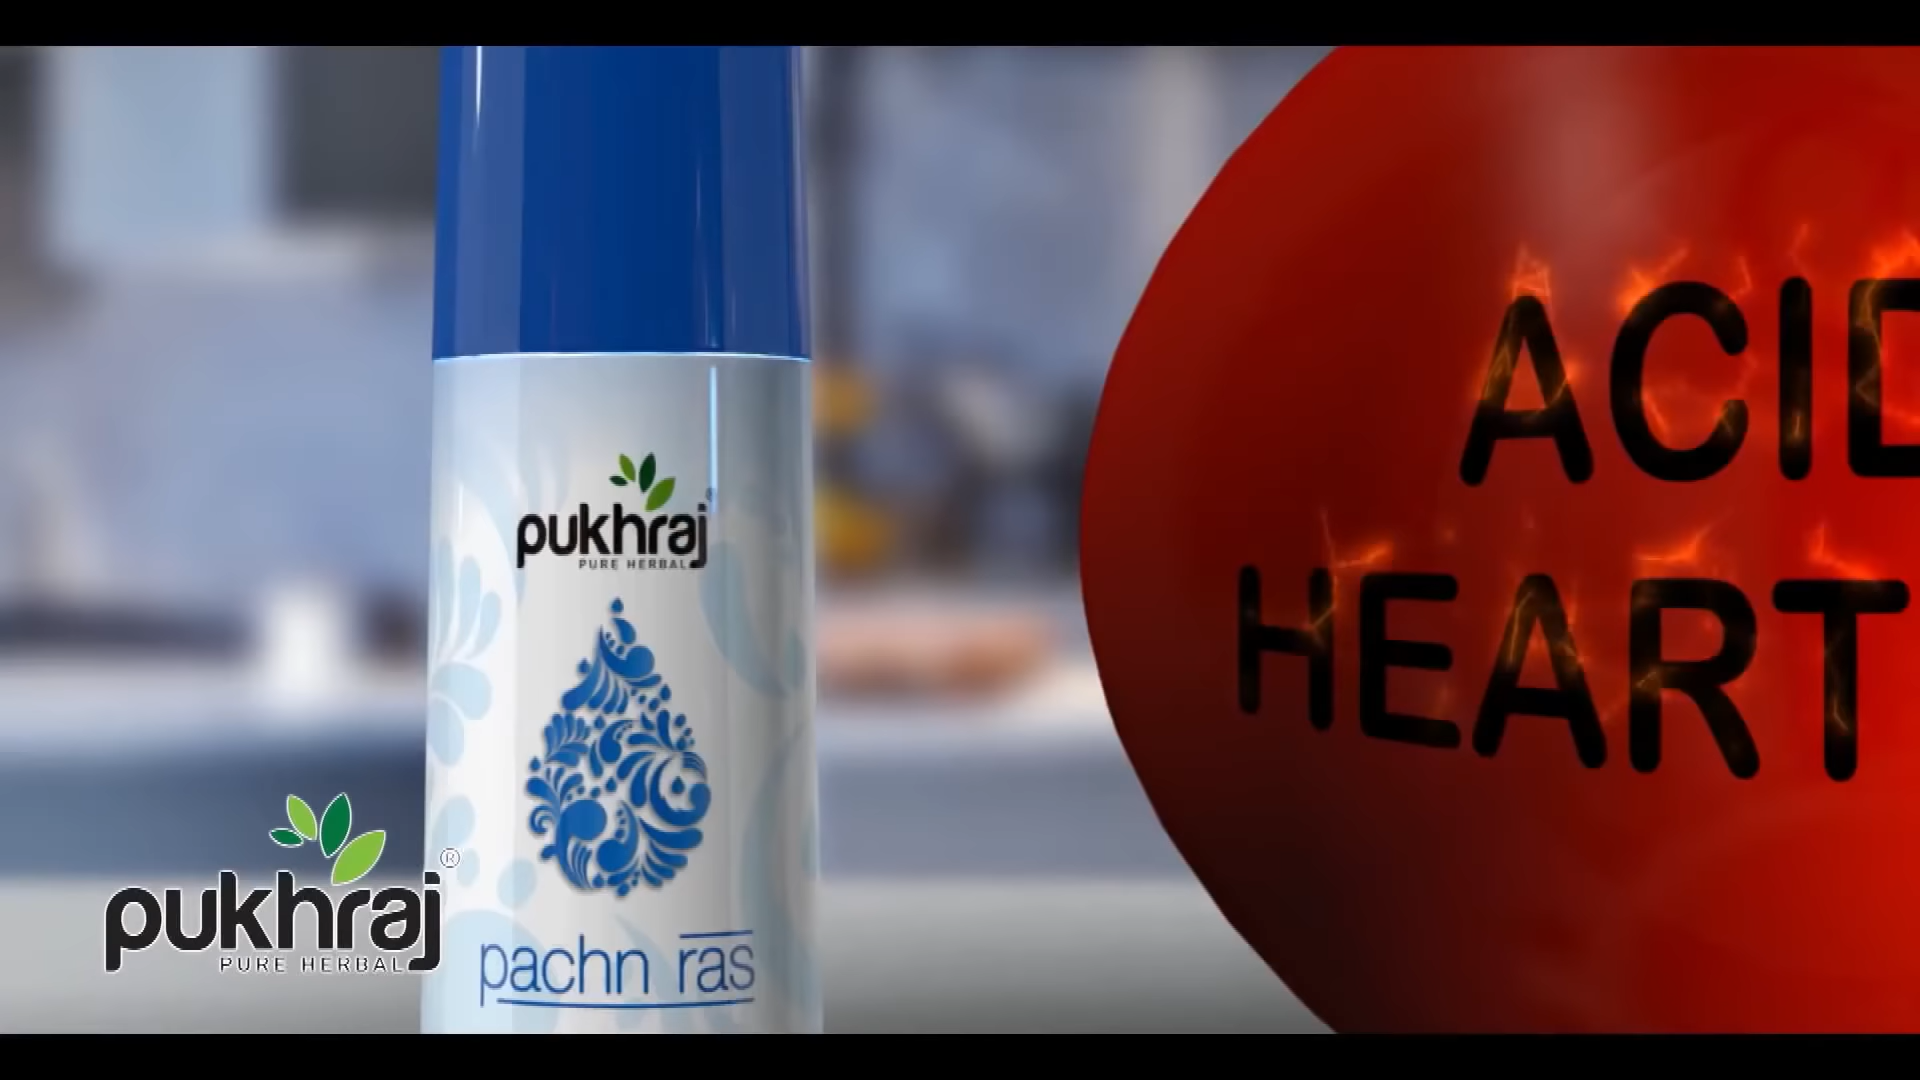 pukhraj
PURE HERBAL
pachn ras
ACID
HEART
pukhraj®
PURE HERBAL